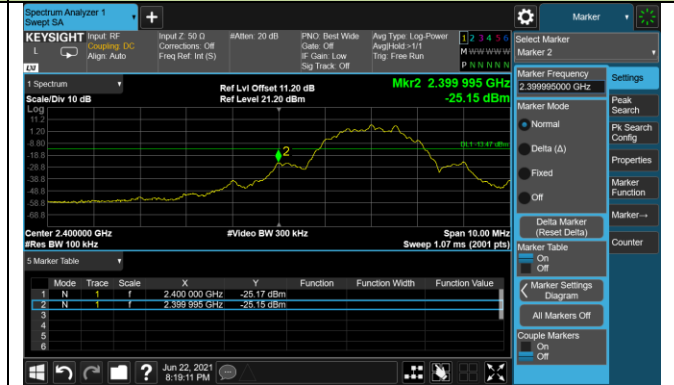 Spectrum Analyzer 1
Swept SA
+
Marker
KEYSIGHT
L
LXI
Input: RF
Coupling: DC
Align: Auto
Input Z: 50 Ω
Corrections: Off
Freq Ref: Int (S)
#Atten: 20 dB
PNO: Best Wide
Gate: Off
IF Gain: Low
Sig Track: Off
Avg Type: Log-Power
Avg|Hold:>1/1
Trig: Free Run
1 2 3 4 5 6
M W W W W W
P N N N N N
Select Marker
Marker 2
1 Spectrum
Scale/Div 10 dB
Log
Ref Lvl Offset 11.20 dB
Ref Level 21.20 dBm
Mkr2 2.399 995 GHz
-25.15 dBm
11.2
1.20
-8.80
-18.8
-28.8
-38.8
-48.8
-58.8
-68.8
2
DL1 -13.47 dBm
Center 2.400000 GHz
#Res BW 100 kHz
#Video BW 300 kHz
Span 10.00 MHz
Sweep 1.07 ms (2001 pts)
5 Marker Table
Mode Trace Scale X Y Function Function Width Function Value
1 N 1 f 2.400 000 GHz -25.17 dBm
2 N 1 f 2.399 995 GHz -25.15 dBm
3
4
5
6
Marker Frequency
2.399995000 GHz
Marker Mode
Normal
Delta (Δ)
Fixed
Off
Delta Marker
(Reset Delta)
Marker Table
On
Off
Marker Settings
Diagram
All Markers Off
Couple Markers
On
Off
Settings
Peak
Search
Pk Search
Config
Properties
Marker
Function
Marker→
Counter
?
Jun 22, 2021
8:19:11 PM